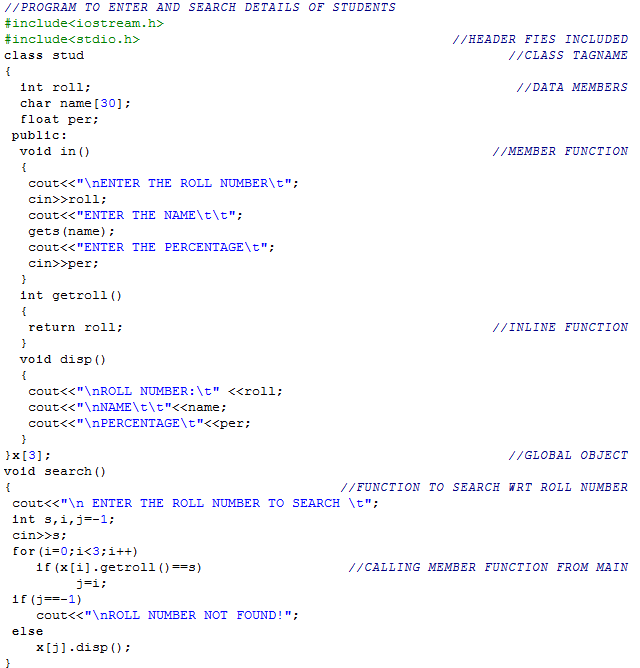 //PROGRAM TO ENTER AND SEARCH DETAILS OF STUDENTS
#include<iostream.h>
#include<stdio.h> //HEADER FIES INCLUDED
class stud //CLASS TAGNAME
{
int roll; //DATA MEMBERS
char name[30];
float per;
public:
void in() //MEMBER FUNCTION
{
cout<<"\nENTER THE ROLL NUMBER\t";
cin>>roll;
cout<<"ENTER THE NAME\t\t";
gets(name);
cout<<"ENTER THE PERCENTAGE\t";
cin>>per;
}
int getroll()
{
return roll; //INLINE FUNCTION
}
void disp()
{
cout<<"\nROLL NUMBER:\t" <<roll;
cout<<"\nNAME\t\t"<<name;
cout<<"\nPERCENTAGE\t"<<per;
}
}x[3]; //GLOBAL OBJECT
void search()
{ //FUNCTION TO SEARCH WRT ROLL NUMBER
cout<<"\n ENTER THE ROLL NUMBER TO SEARCH \t";
int s,i,j=-1;
cin>>s;
for(i=0;i<3;i++)
if(x[i].getroll()==s) //CALLING MEMBER FUNCTION FROM MAIN
j=i;
if(j==-1)
cout<<"\nROLL NUMBER NOT FOUND!";
else
x[j].disp();
}